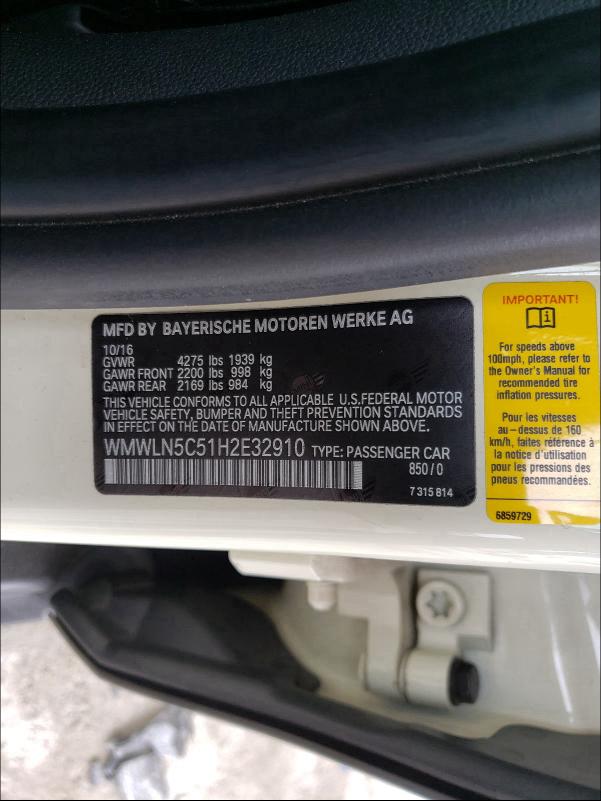 MFD BY BAYERISCHE MOTOREN WERKE AG
10/16
GVWR 4275 lbs 1939 kg
GAWR FRONT 2200 lbs 998 kg
GAWR REAR 2169 lbs 984 kg
THIS VEHICLE CONFORMS TO ALL APPLICABLE U.S.FEDERAL MOTOR
VEHICLE SAFETY, BUMPER AND THEFT PREVENTION STANDARDS
IN EFFECT ON THE DATE OF MANUFACTURE SHOWN ABOVE.
WMWLN5C51H2E32910 TYPE: PASSENGER CAR
850/0
7 315 814
IMPORTANT!
For speeds above
100mph, please refer to
the Owner's Manual for
recommended tire
inflation pressures.
Pour les vitesses
au-dessus de 160
km/h, faites référence à
la notice d'utilisation
pour les pressions des
pneus recommandées.
6859729